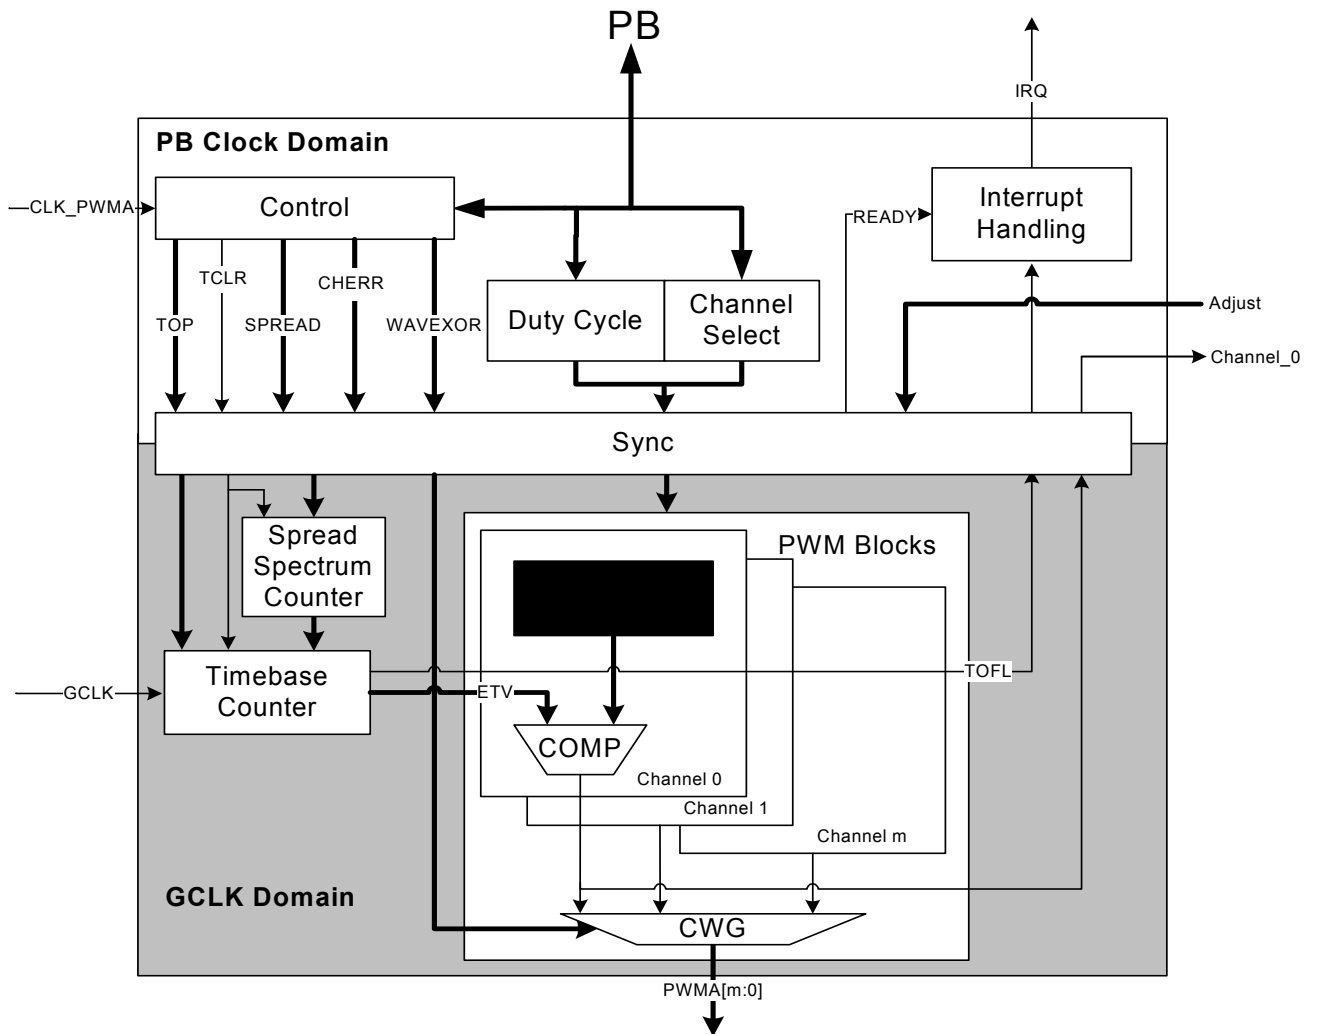 PB
IRQ
PB Clock Domain
CLK_PWMA
Control
Interrupt
Handling
READY
TCLR
CHERR
TOP
SPREAD
WAVEXOR
Duty Cycle
Channel
Select
Adjust
Channel_0
Sync
Spread
Spectrum
Counter
PWM Blocks
Timebase
Counter
GCLK
ETV
TOFL
COMP
Channel 0
Channel 1
Channel m
GCLK Domain
CWG
PWMA[m:0]